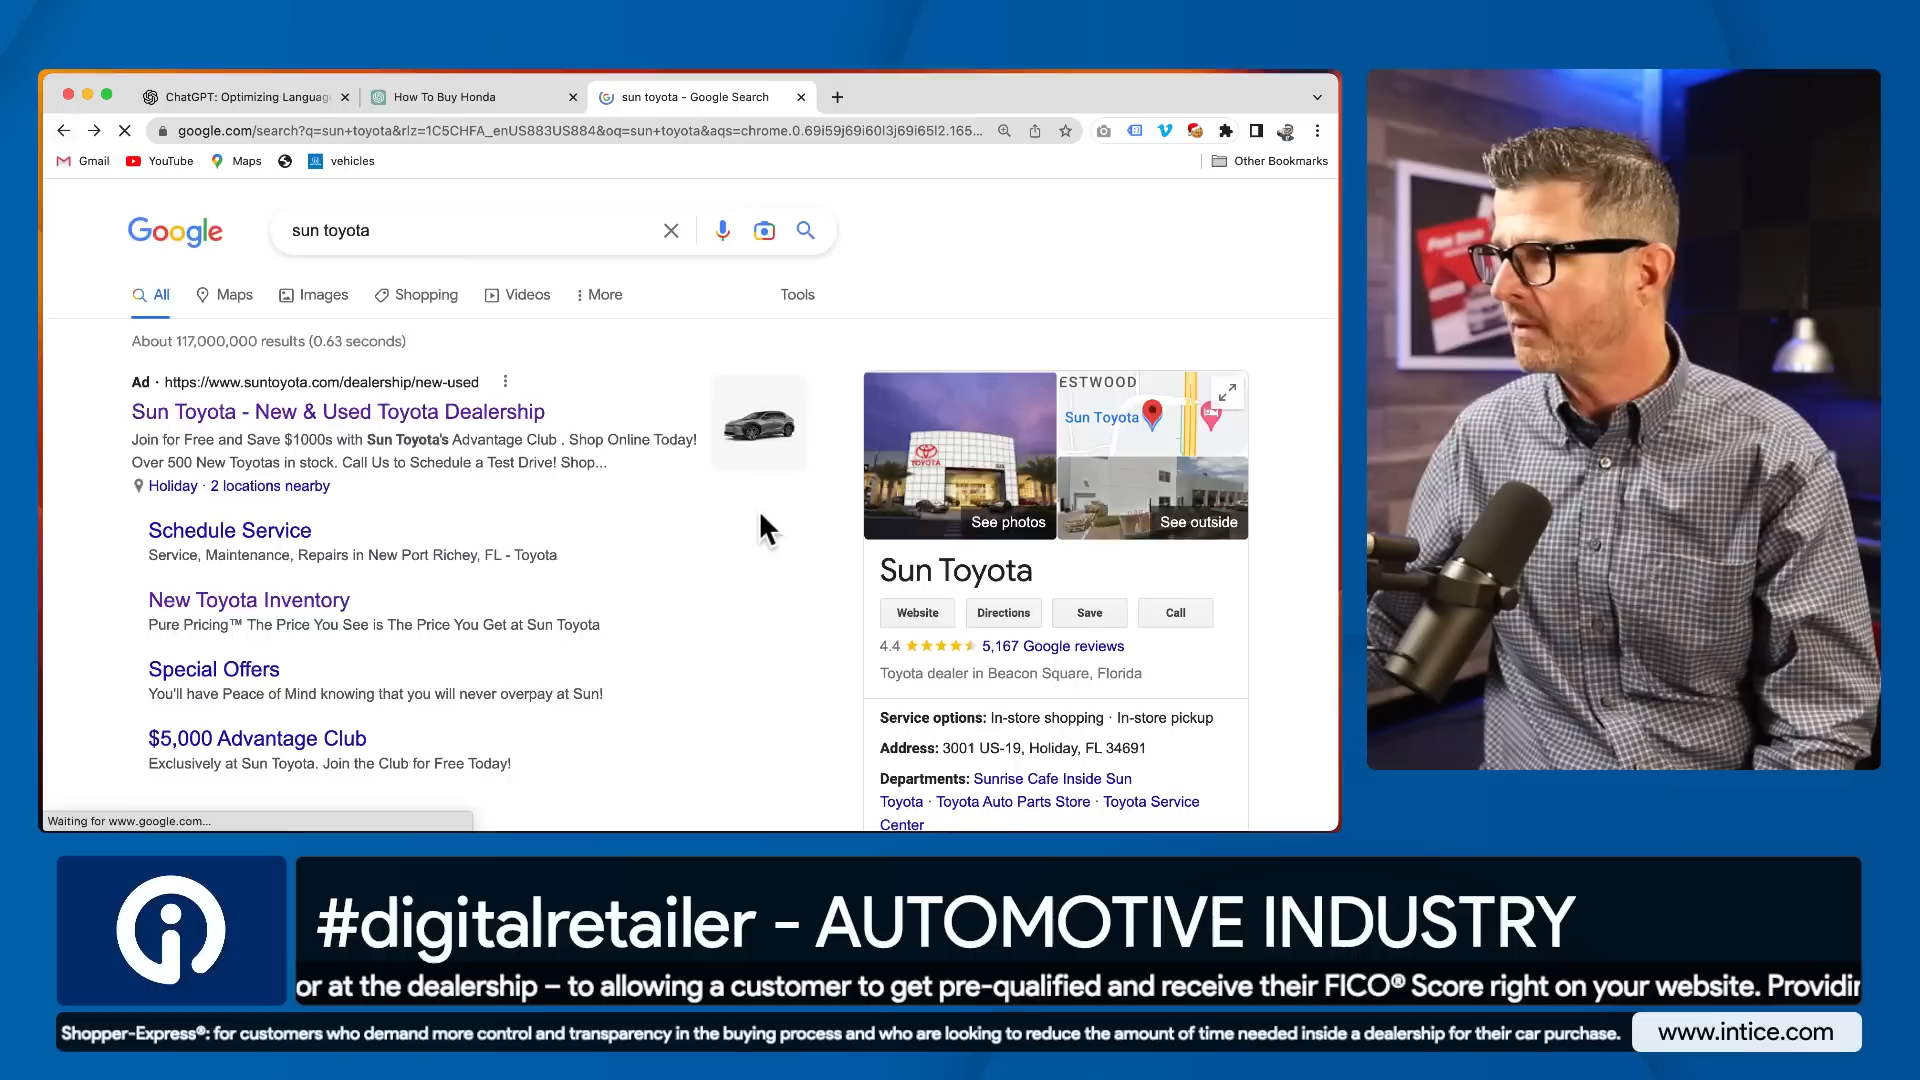 ChatGPT: Optimizing Languag
How To Buy Honda
sun toyota - Google Search
google.com/search?q=sun+toyota&rlz=1C5CHFA_enUS883US884&oq=sun+toyota&aqs=chrome.0.69i59j69i60l3j69i65l2.165...
Gmail
YouTube
Maps
vehicles
Other Bookmarks
Google
sun toyota
All
Maps
Images
Shopping
Videos
More
Tools
About 117,000,000 results (0.63 seconds)
Ad · https://www.suntoyota.com/dealership/new-used
Sun Toyota - New & Used Toyota Dealership
Join for Free and Save $1000s with Sun Toyota's Advantage Club . Shop Online Today!
Over 500 New Toyotas in stock. Call Us to Schedule a Test Drive! Shop...
Holiday · 2 locations nearby
Schedule Service
Service, Maintenance, Repairs in New Port Richey, FL - Toyota
New Toyota Inventory
Pure Pricing™ The Price You See is The Price You Get at Sun Toyota
Special Offers
You'll have Peace of Mind knowing that you will never overpay at Sun!
$5,000 Advantage Club
Exclusively at Sun Toyota. Join the Club for Free Today!
Waiting for www.google.com...
ESTWOOD
Sun Toyota
TOYOTA
See photos
See outside
Sun Toyota
Website
Directions
Save
Call
4.4
5,167 Google reviews
Toyota dealer in Beacon Square, Florida
Service options: In-store shopping · In-store pickup
Address: 3001 US-19, Holiday, FL 34691
Departments: Sunrise Cafe Inside Sun
Toyota · Toyota Auto Parts Store · Toyota Service
Center
#digitalretailer - AUTOMOTIVE INDUSTRY
or at the dealership – to allowing a customer to get pre-qualified and receive their FICO® Score right on your website. Providin
Shopper-Express®: for customers who demand more control and transparency in the buying process and who are looking to reduce the amount of time needed inside a dealership for their car purchase.
www.intice.com